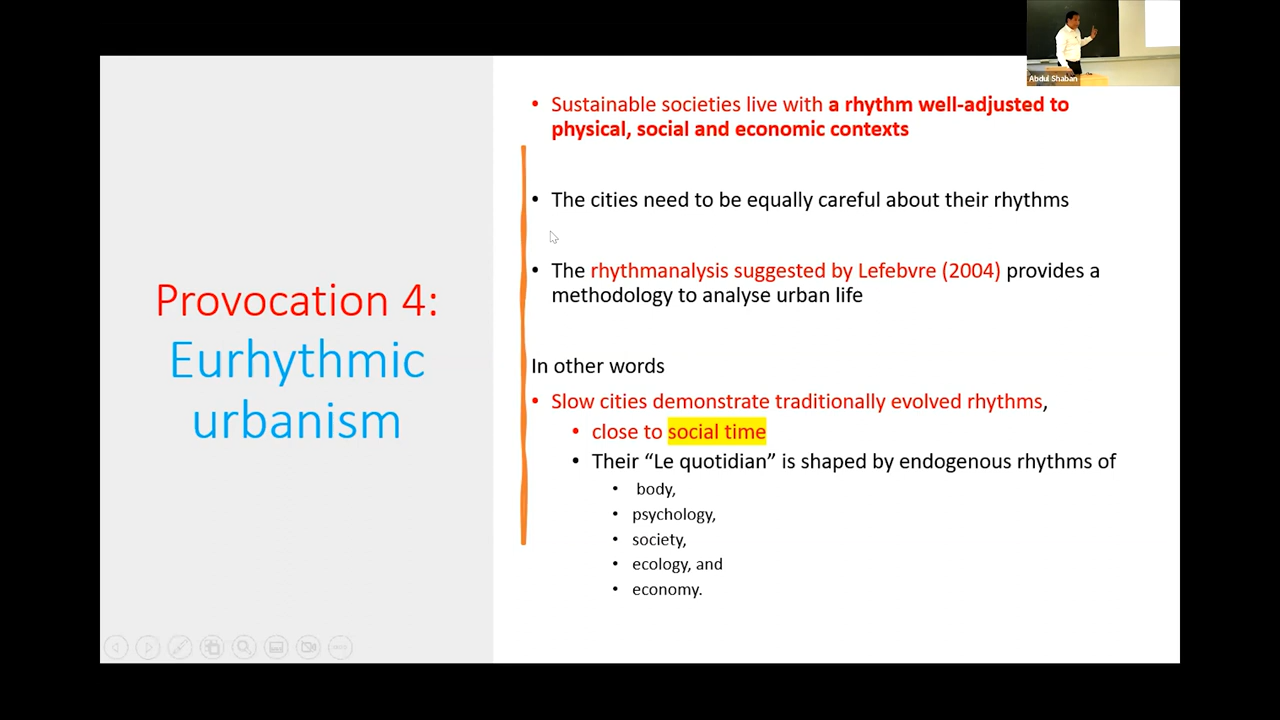 Abdul Shaban
Provocation 4:
Eurhythmic
urbanism
• Sustainable societies live with a rhythm well-adjusted to
physical, social and economic contexts
• The cities need to be equally careful about their rhythms
• The rhythmanalysis suggested by Lefebvre (2004) provides a
methodology to analyse urban life
In other words
• Slow cities demonstrate traditionally evolved rhythms,
• close to social time
• Their “Le quotidian” is shaped by endogenous rhythms of
• body,
• psychology,
• society,
• ecology, and
• economy.